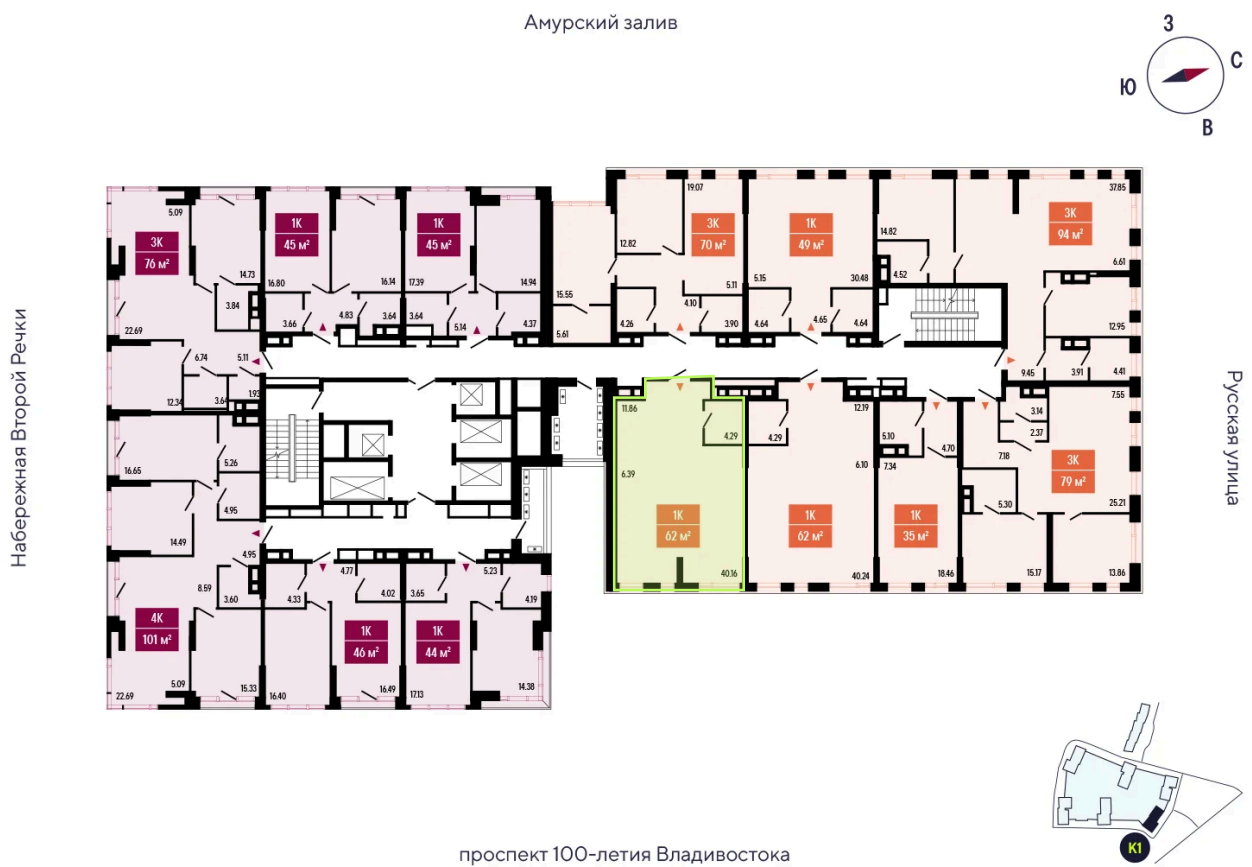 Амурский залив
З
С
Ю
В
Набережная Второй Речки
Русская улица
5.09
3К
76 м²
14.73
3.84
22.69
6.74
5.11
12.34
3.64
1.93
1К
45 м²
16.80
16.14
3.66
4.83
3.64
1К
45 м²
17.39
14.94
3.64
5.14
4.37
15.55
5.61
19.07
12.82
3К
70 м²
5.11
4.10
4.26
3.90
1К
49 м²
5.15
30.48
4.64
4.65
4.64
14.82
4.52
37.85
3К
94 м²
6.61
12.95
9.45
3.91
4.41
16.65
5.26
4.95
14.49
4.95
8.59
3.60
4К
101 м²
5.09
22.69
15.33
4.77
4.33
4.02
1К
46 м²
16.40
16.49
5.23
3.65
4.19
1К
44 м²
17.13
14.38
11.86
4.29
6.39
1К
62 м²
40.16
12.19
4.29
6.10
1К
62 м²
40.24
5.10
4.70
7.34
1К
35 м²
18.46
7.55
3.14
2.37
7.18
3К
79 м²
5.30
25.21
15.17
13.86
К1
проспект 100-летия Владивостока